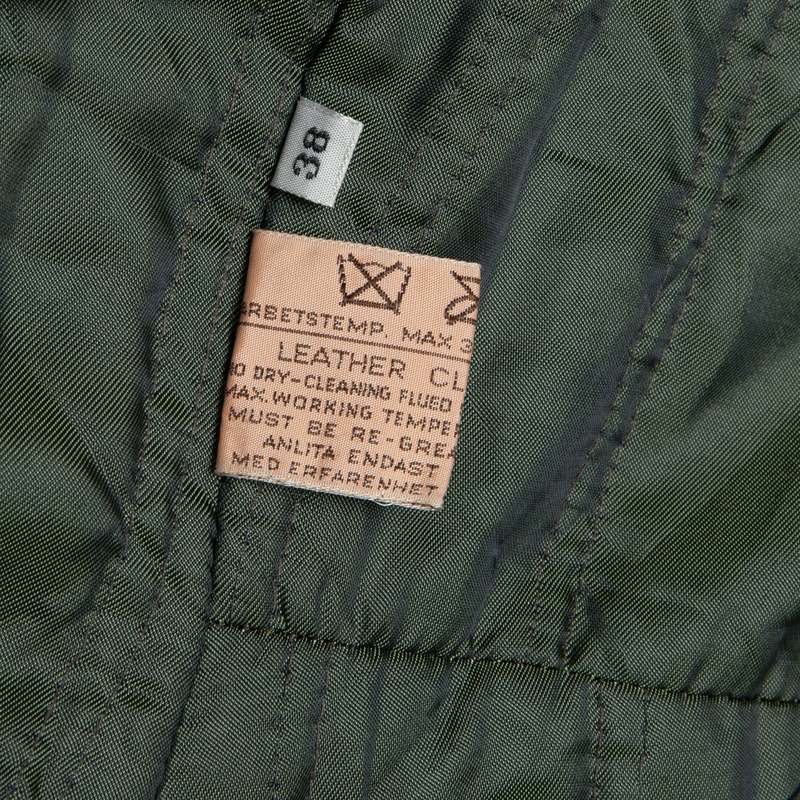 38
ARBETSTEMP. MAX 3
LEATHER CL
NO DRY-CLEANING FLUED
MAX. WORKING TEMPER
MUST BE RE-GREA
ANLITA ENDAST
MED ERFARENHET